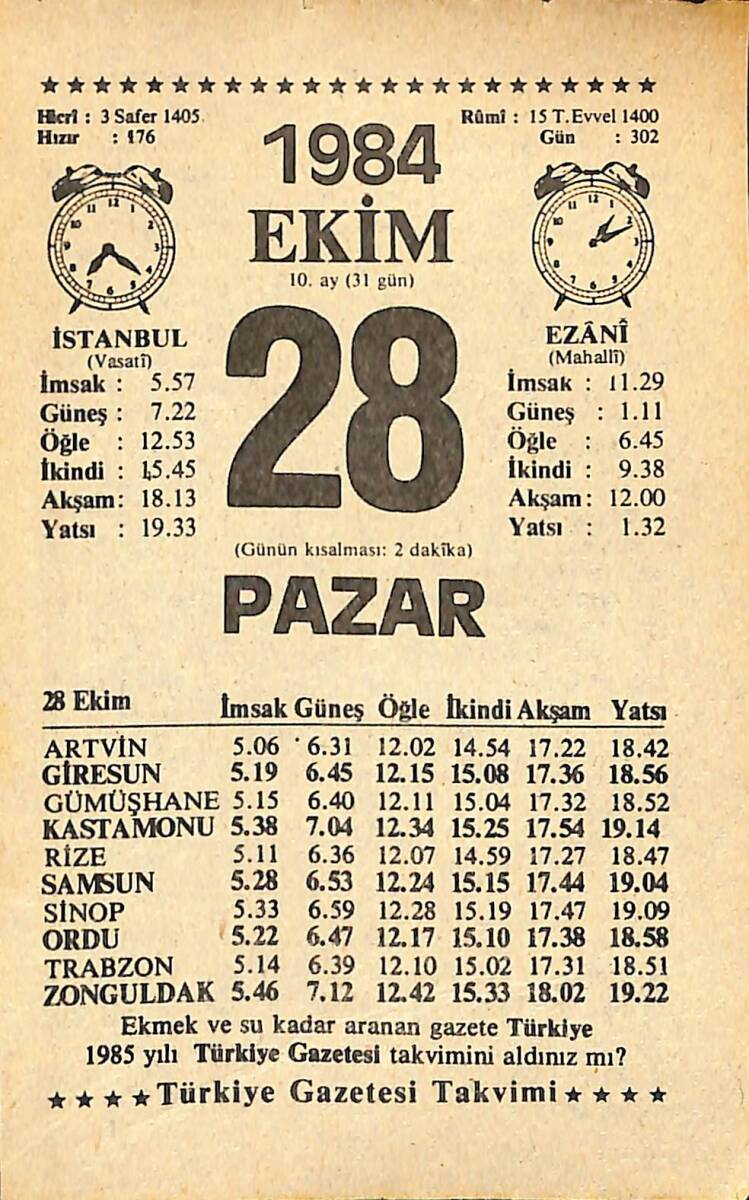 Hicrî : 3 Safer 1405
Hızır : 176
Rûmî : 15 T.Evvel 1400
Gün : 302
1984
EKİM
10. ay (31 gün)
28
İSTANBUL
(Vasatî)
İmsak : 5.57
Güneş : 7.22
Öğle : 12.53
İkindi : 15.45
Akşam : 18.13
Yatsı : 19.33
EZÂNÎ
(Mahallî)
İmsak : 11.29
Güneş : 1.11
Öğle : 6.45
İkindi : 9.38
Akşam : 12.00
Yatsı : 1.32
(Günün kısalması: 2 dakîka)
PAZAR
28 Ekim İmsak Güneş Öğle İkindi Akşam Yatsı
ARTVİN 5.06 6.31 12.02 14.54 17.22 18.42
GİRESUN 5.19 6.45 12.15 15.08 17.36 18.56
GÜMÜŞHANE 5.15 6.40 12.11 15.04 17.32 18.52
KASTAMONU 5.38 7.04 12.34 15.25 17.54 19.14
RİZE 5.11 6.36 12.07 14.59 17.27 18.47
SAMSUN 5.28 6.53 12.24 15.15 17.44 19.04
SİNOP 5.33 6.59 12.28 15.19 17.47 19.09
ORDU 5.22 6.47 12.17 15.10 17.38 18.58
TRABZON 5.14 6.39 12.10 15.02 17.31 18.51
ZONGULDAK 5.46 7.12 12.42 15.33 18.02 19.22
Ekmek ve su kadar aranan gazete Türkiye
1985 yılı Türkiye Gazetesi takvimini aldınız mı?
Türkiye Gazetesi Takvimi